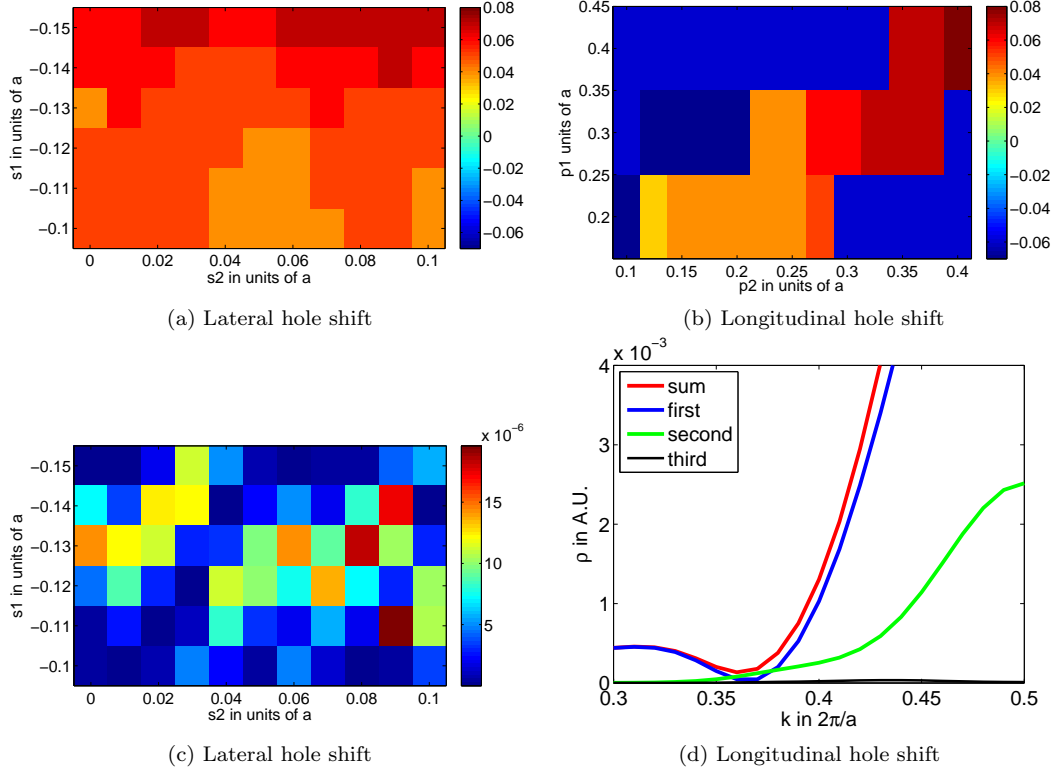 −0.15
−0.14
−0.13
−0.12
−0.11
−0.1
s1 in units of a
0 0.02 0.04 0.06 0.08 0.1
s2 in units of a
0.08
0.06
0.04
0.02
0
−0.02
−0.04
−0.06
(a) Lateral hole shift
0.45
0.35
0.3
0.25
0.2
p1 units of a
0.1 0.15 0.2 0.25 0.3 0.35 0.4
p2 in units of a
0.08
0.06
0.04
0.02
0
−0.02
−0.04
−0.06
(b) Longitudinal hole shift
−0.15
−0.14
−0.13
−0.12
−0.11
−0.1
s1 in units of a
0 0.02 0.04 0.06 0.08 0.1
s2 in units of a
x 10⁻⁶
15
10
5
(c) Lateral hole shift
x 10⁻³
4
3
2
1
0
ρ in A.U.
sum
first
second
third
0.3 0.35 0.4 0.45 0.5
k in 2π/a
(d) Longitudinal hole shift